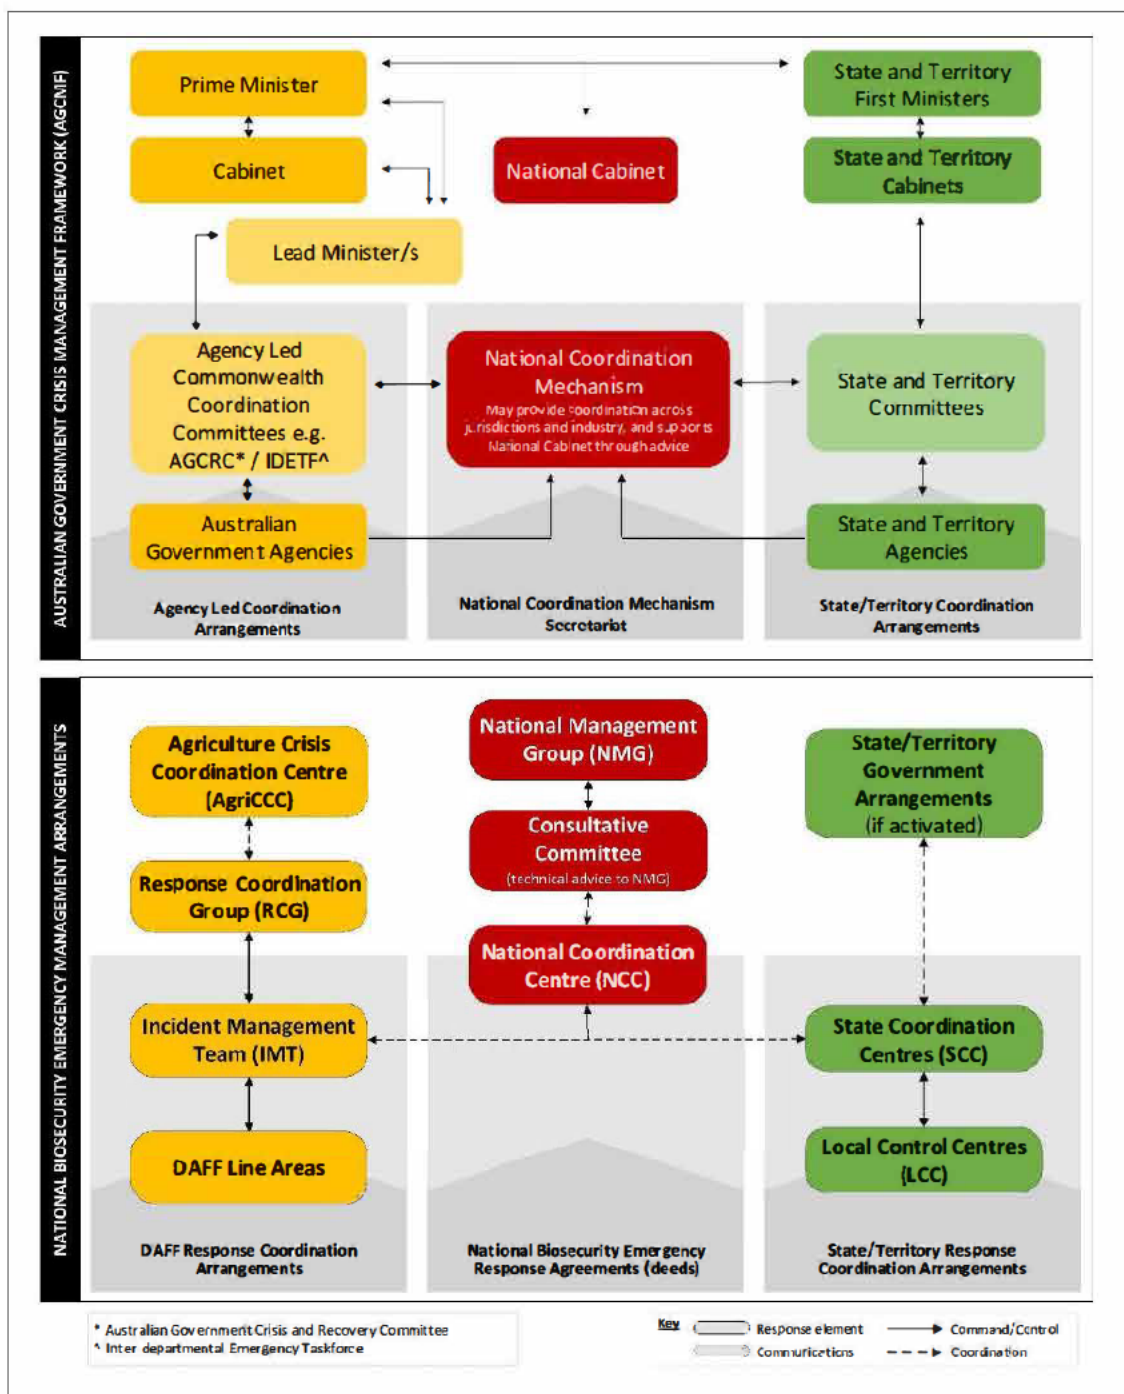 AUSTRALIAN GOVERNMENT CRISIS MANAGEMENT FRAMEWORK (AGCMF)
Prime Minister
State and Territory
First Ministers
Cabinet
National Cabinet
State and Territory
Cabinets
Lead Minister/s
Agency Led
Commonwealth
Coordination
Committees e.g.
AGCRC* / IDETF^
National Coordination
Mechanism
May provide coordination across
jurisdictions and industry, and supports
National Cabinet through advice
State and Territory
Committees
Australian
Government Agencies
State and Territory
Agencies
Agency Led Coordination
Arrangements
National Coordination Mechanism
Secretariat
State/Territory Coordination
Arrangements
NATIONAL BIOSECURITY EMERGENCY MANAGEMENT ARRANGEMENTS
Agriculture Crisis
Coordination Centre
(AgriCCC)
National Management
Group (NMG)
State/Territory
Government
Arrangements
(if activated)
Consultative
Committee
(technical advice to NMG)
Response Coordination
Group (RCG)
National Coordination
Centre (NCC)
Incident Management
Team (IMT)
State Coordination
Centres (SCC)
DAFF Line Areas
Local Control Centres
(LCC)
DAFF Response Coordination
Arrangements
National Biosecurity Emergency
Response Agreements (deeds)
State/Territory Response
Coordination Arrangements
* Australian Government Crisis and Recovery Committee
^ Inter departmental Emergency Taskforce
Key
Response element
Command/Control
Communications
Coordination